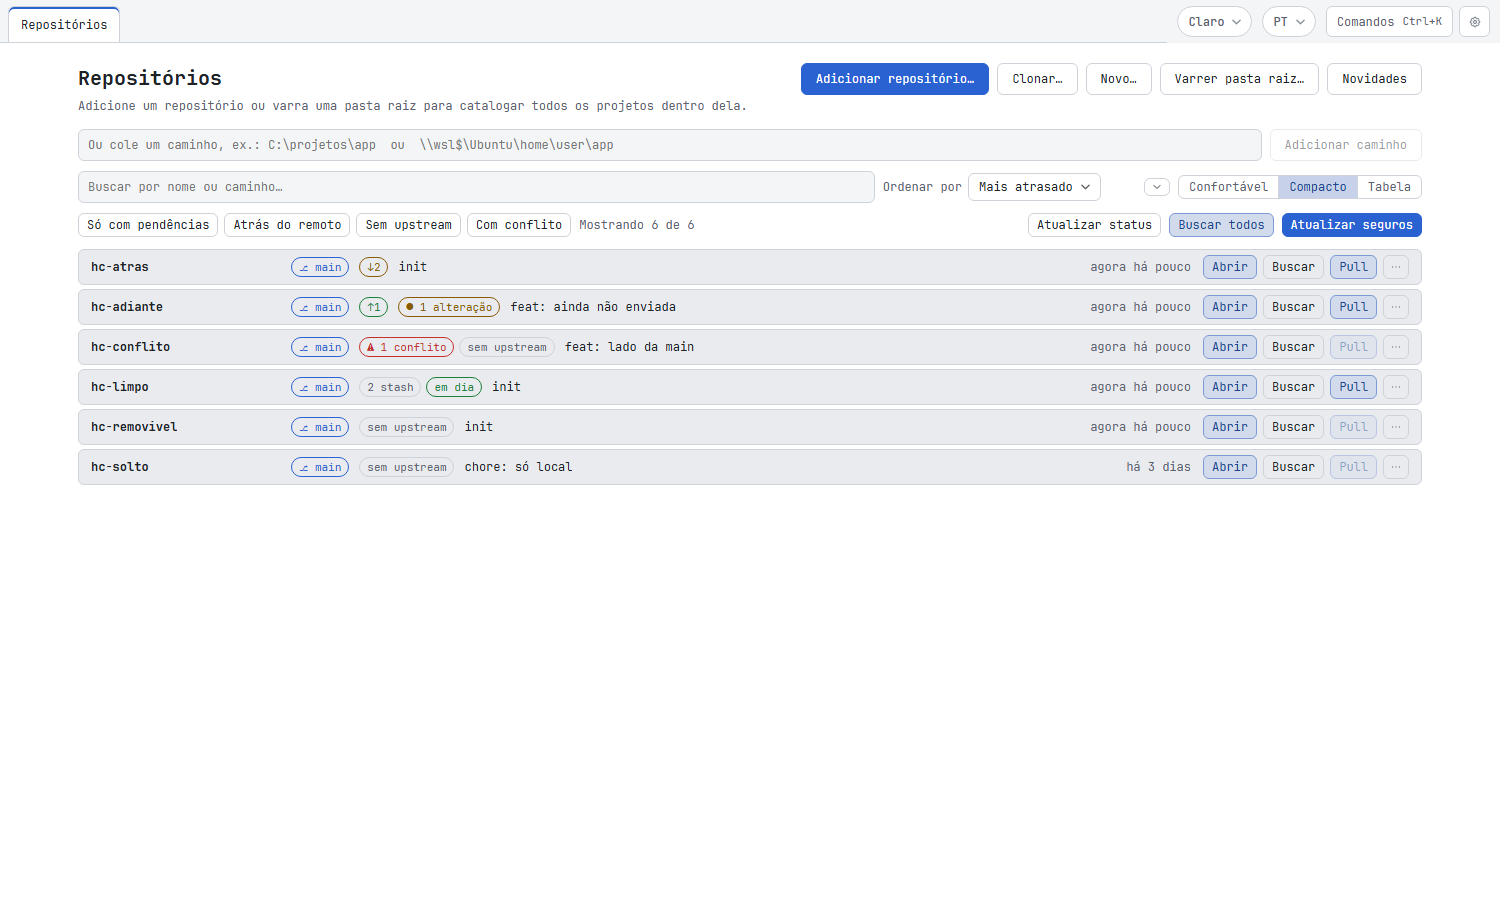 Repositórios
Claro
PT
Comandos Ctrl+K
Repositórios
Adicionar repositório…
Clonar…
Novo…
Varrer pasta raiz…
Novidades
Adicione um repositório ou varra uma pasta raiz para catalogar todos os projetos dentro dela.
Ou cole um caminho, ex.: C:\projetos\app ou \\wsl$\Ubuntu\home\user\app
Adicionar caminho
Buscar por nome ou caminho…
Ordenar por
Mais atrasado
Confortável
Compacto
Tabela
Só com pendências
Atrás do remoto
Sem upstream
Com conflito
Mostrando 6 de 6
Atualizar status
Buscar todos
Atualizar seguros
hc-atras main ↓2 init agora há pouco Abrir Buscar Pull …
hc-adiante main ↑1 ● 1 alteração feat: ainda não enviada agora há pouco Abrir Buscar Pull …
hc-conflito main ▲ 1 conflito sem upstream feat: lado da main agora há pouco Abrir Buscar Pull …
hc-limpo main 2 stash em dia init agora há pouco Abrir Buscar Pull …
hc-removivel main sem upstream init agora há pouco Abrir Buscar Pull …
hc-solto main sem upstream chore: só local há 3 dias Abrir Buscar Pull …